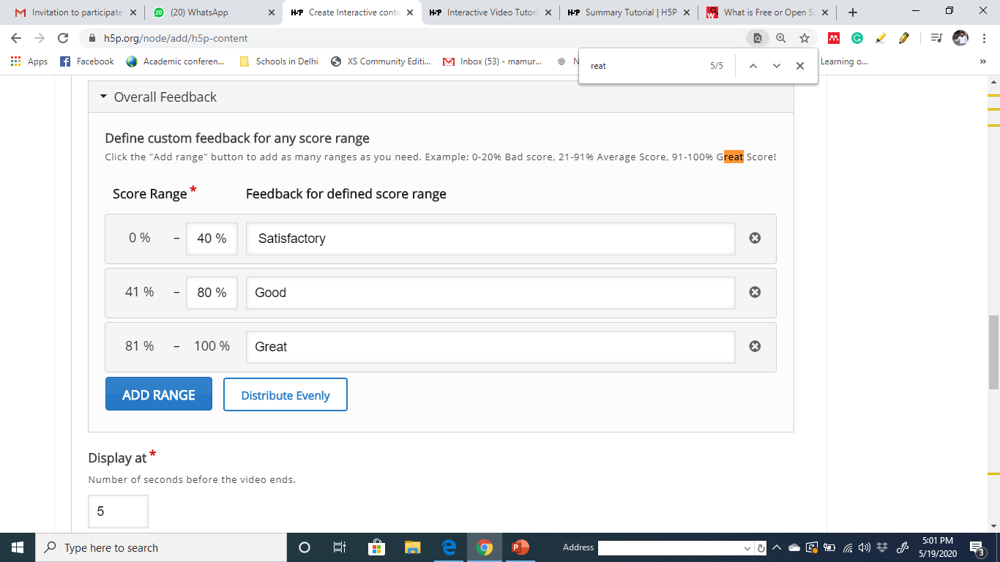 Invitation to participate
20 (20) WhatsApp
H-P Create Interactive conte
H-P Interactive Video Tutori
H-P Summary Tutorial | H5P
What is Free or Open S
h5p.org/node/add/h5p-content
Apps
Facebook
Academic conferen...
Schools in Delhi
XS Community Editi...
Inbox (53) - mamur...
N
Learning o...
»
reat 5/5
Overall Feedback
Define custom feedback for any score range
Click the "Add range" button to add as many ranges as you need. Example: 0-20% Bad score, 21-91% Average Score, 91-100% Great Score!
Score Range * Feedback for defined score range
0 % – 40 % Satisfactory
41 % – 80 % Good
81 % – 100 % Great
ADD RANGE Distribute Evenly
Display at *
Number of seconds before the video ends.
5
Type here to search
Address
5:01 PM
5/19/2020
3